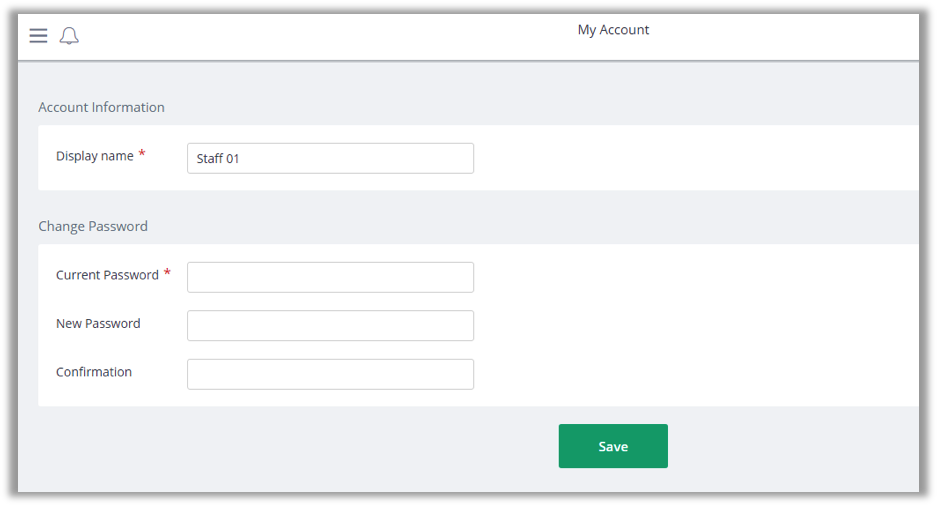 My Account
Account Information
Display name *
Staff 01
Change Password
Current Password *
New Password
Confirmation
Save